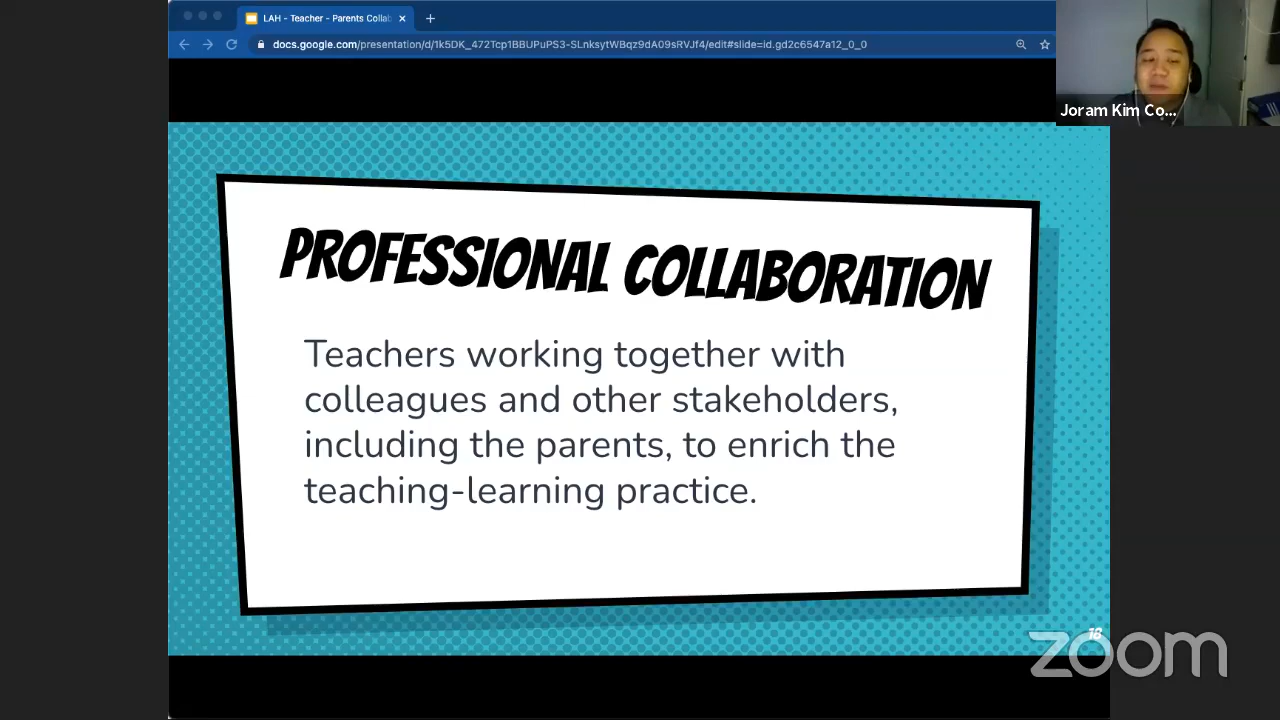 LAH - Teacher - Parents Collab
docs.google.com/presentation/d/1k5DK_472Tcp1BBUPuPS3-SLnksytWBqz9dA09sRVJf4/edit#slide=id.gd2c6547a12_0_0
Joram Kim Co...
PROFESSIONAL COLLABORATION
Teachers working together with
colleagues and other stakeholders,
including the parents, to enrich the
teaching-learning practice.
18
zoom